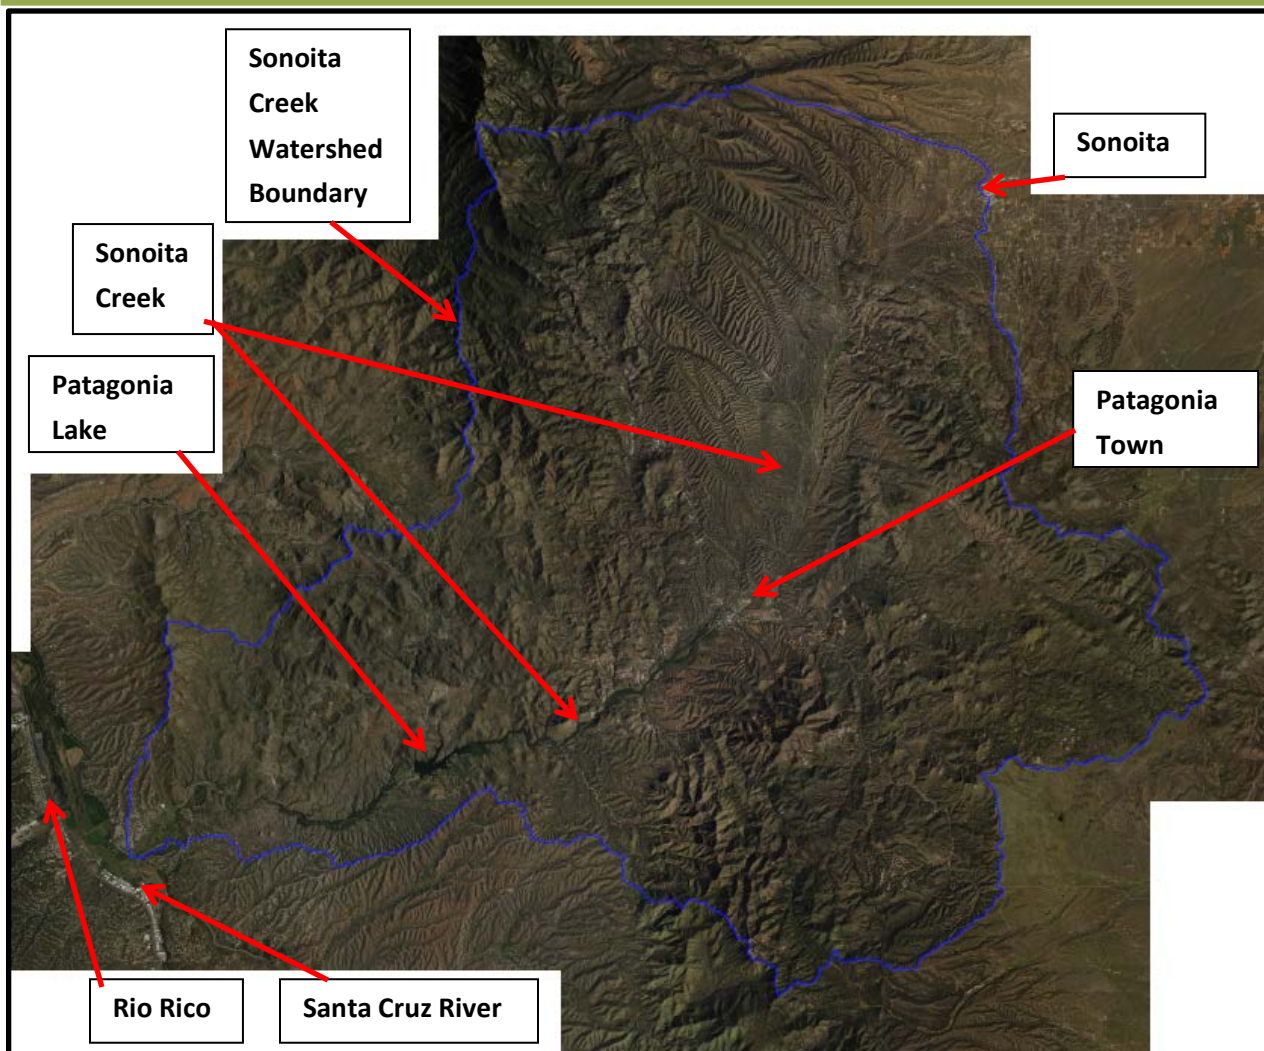 Sonoita
Creek
Watershed
Boundary
Sonoita
Sonoita
Creek
Patagonia
Lake
Patagonia
Town
Rio Rico
Santa Cruz River